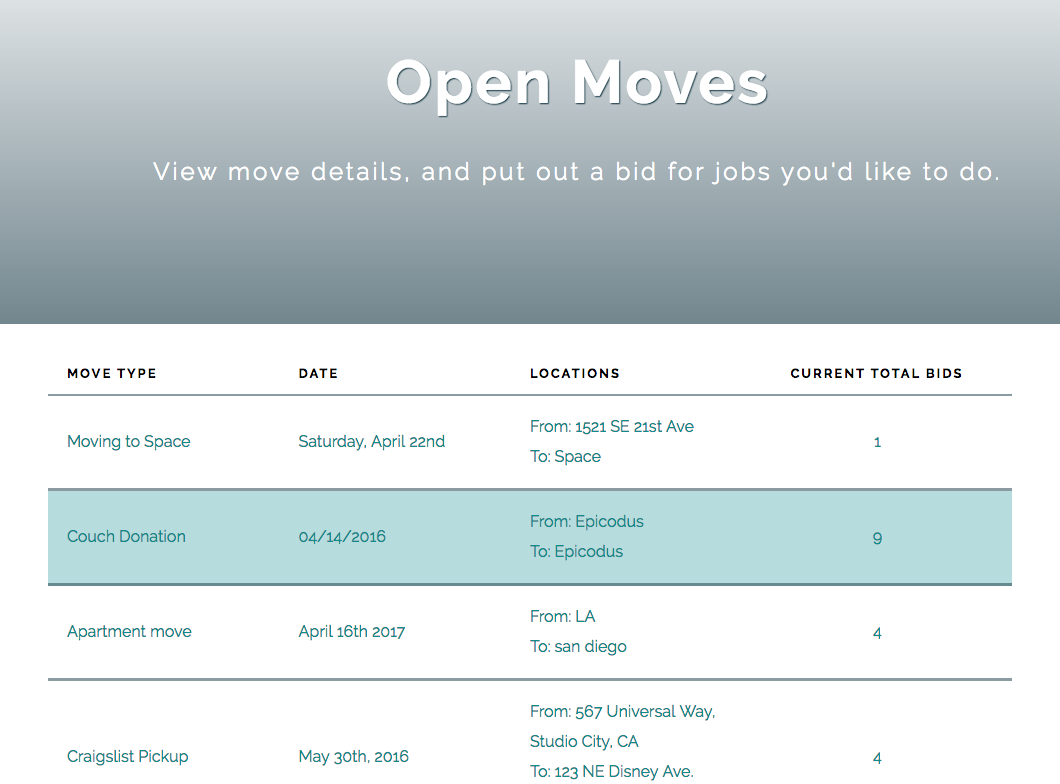 Open Moves
View move details, and put out a bid for jobs you'd like to do.
MOVE TYPE DATE LOCATIONS CURRENT TOTAL BIDS
Moving to Space Saturday, April 22nd From: 1521 SE 21st Ave 1
To: Space
Couch Donation 04/14/2016 From: Epicodus 9
To: Epicodus
Apartment move April 16th 2017 From: LA 4
To: san diego
From: 567 Universal Way,
Studio City, CA
Craigslist Pickup May 30th, 2016 To: 123 NE Disney Ave. 4